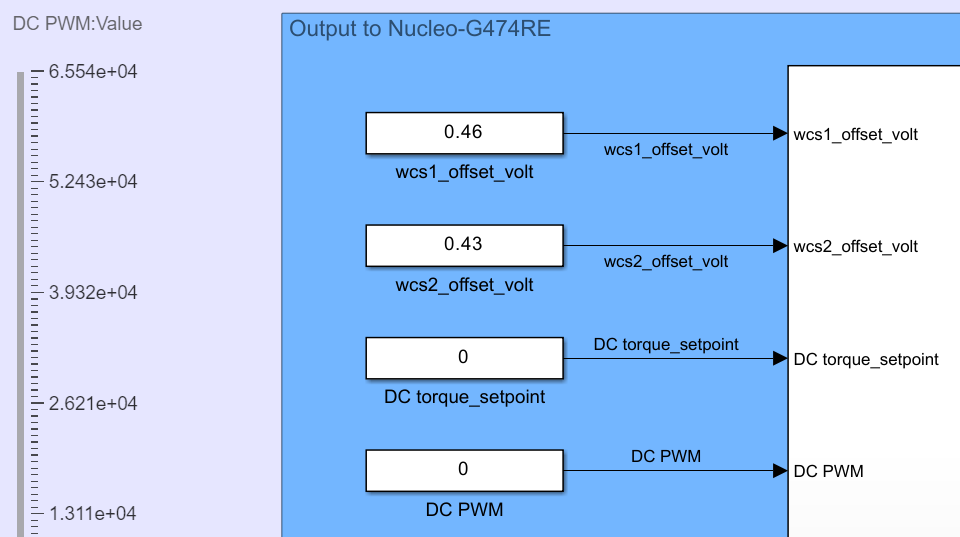 DC PWM:Value
6.554e+04
5.243e+04
3.932e+04
2.621e+04
1.311e+04
Output to Nucleo-G474RE
0.46
wcs1_offset_volt
wcs1_offset_volt
wcs1_offset_volt
0.43
wcs2_offset_volt
wcs2_offset_volt
wcs2_offset_volt
0
DC torque_setpoint
DC torque_setpoint
DC torque_setpoint
0
DC PWM
DC PWM
DC PWM